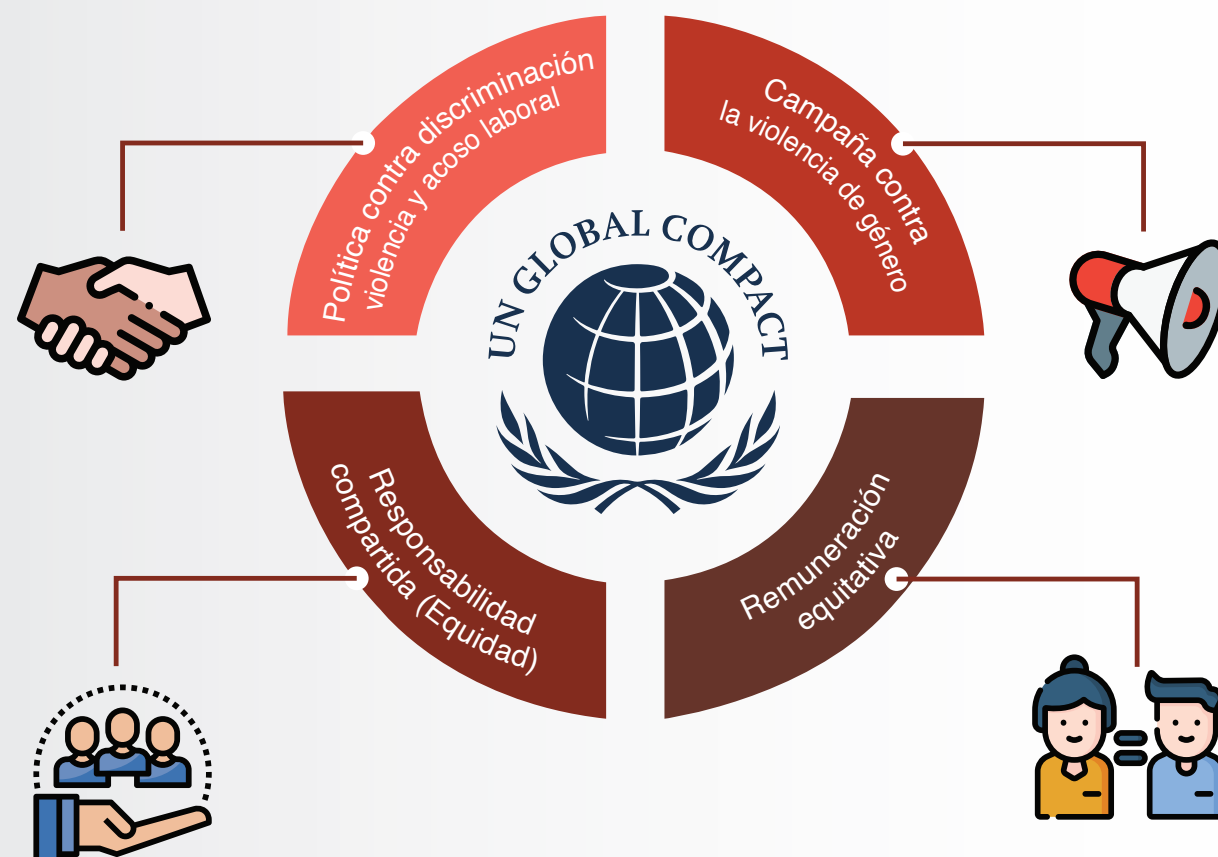 Política contra discriminación
violencia y acoso laboral
Campaña contra
la violencia de género
UN GLOBAL COMPACT
Responsabilidad
compartida (Equidad)
Remuneración
equitativa